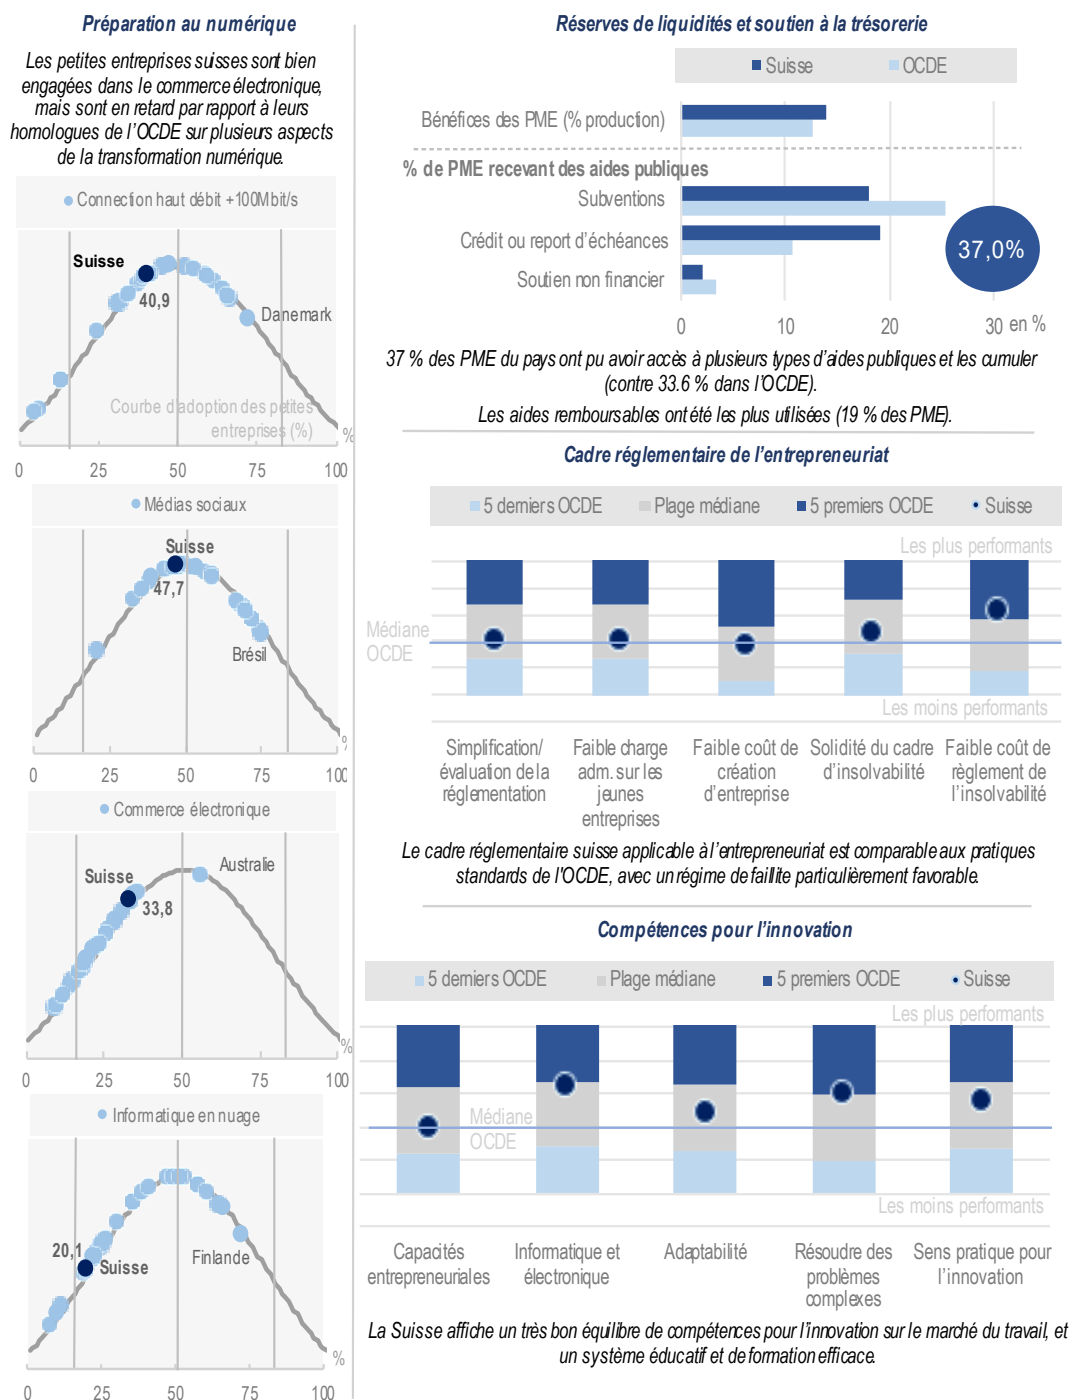 Préparation au numérique
Les petites entreprises suisses sont bien
engagées dans le commerce électronique,
mais sont en retard par rapport à leurs
homologues de l'OCDE sur plusieurs aspects
de la transformation numérique.
Connection haut débit +100Mbit/s
Suisse
40,9
Danemark
Courbe d'adoption des petites
entreprises (%)
%
0 25 50 75 100
Médias sociaux
Suisse
47,7
Brésil
%
0 25 50 75 100
Commerce électronique
Australie
Suisse
33,8
%
0 25 50 75 100
Informatique en nuage
20,1
Suisse
Finlande
%
0 25 50 75 100
Réserves de liquidités et soutien à la trésorerie
Suisse OCDE
Bénéfices des PME (% production)
% de PME recevant des aides publiques
Subventions
Crédit ou report d'échéances
Soutien non financier
37,0%
0 10 20 30 en %
37 % des PME du pays ont pu avoir accès à plusieurs types d'aides publiques et les cumuler
(contre 33.6 % dans l'OCDE).
Les aides remboursables ont été les plus utilisées (19 % des PME).
Cadre réglementaire de l'entrepreneuriat
5 derniers OCDE Plage médiane 5 premiers OCDE Suisse
Les plus performants
Médiane
OCDE
Les moins performants
Simplification/ Faible charge Faible coût de Solidité du cadre Faible coût de
évaluation de la adm. sur les création d'insolvabilité règlement de
réglementation jeunes d'entreprise l'insolvabilité
entreprises
Le cadre réglementaire suisse applicable à l'entrepreneuriat est comparable aux pratiques
standards de l'OCDE, avec un régime de faillite particulièrement favorable.
Compétences pour l'innovation
5 derniers OCDE Plage médiane 5 premiers OCDE Suisse
Les plus performants
Médiane
OCDE
Les moins performants
Capacités Informatique et Adaptabilité Résoudre des Sens pratique pour
entrepreneuriales électronique problèmes l'innovation
complexes
La Suisse affiche un très bon équilibre de compétences pour l'innovation sur le marché du travail, et
un système éducatif et de formation efficace.